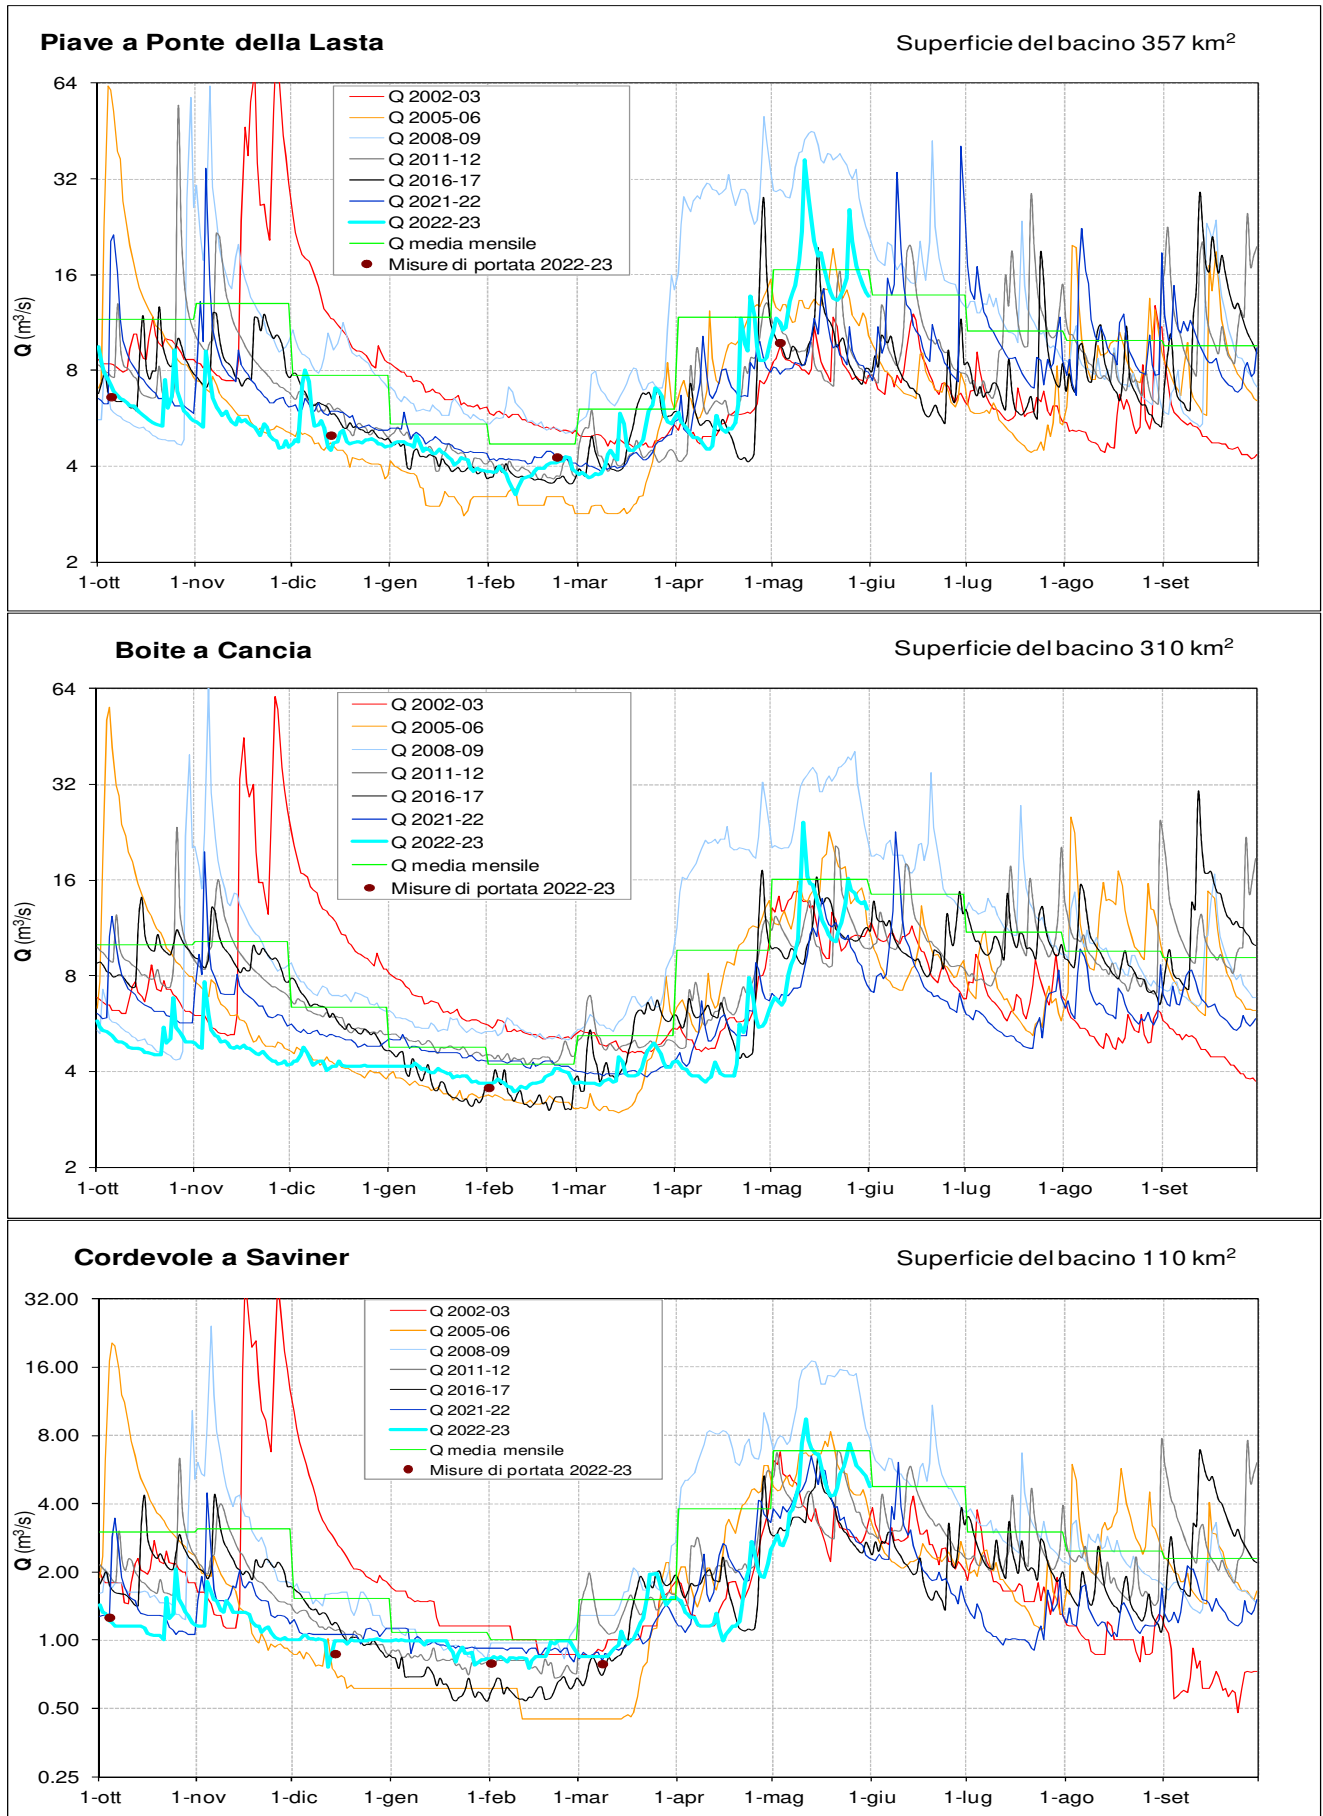 Piave a Ponte della Lasta
Superficie del bacino 357 km²
Q (m³/s)
64
32
16
8
4
2
Q 2002-03
Q 2005-06
Q 2008-09
Q 2011-12
Q 2016-17
Q 2021-22
Q 2022-23
Q media mensile
Misure di portata 2022-23
1-ott 1-nov 1-dic 1-gen 1-feb 1-mar 1-apr 1-mag 1-giu 1-lug 1-ago 1-set
Boite a Cancia
Superficie del bacino 310 km²
Q (m³/s)
64
32
16
8
4
2
Q 2002-03
Q 2005-06
Q 2008-09
Q 2011-12
Q 2016-17
Q 2021-22
Q 2022-23
Q media mensile
Misure di portata 2022-23
1-ott 1-nov 1-dic 1-gen 1-feb 1-mar 1-apr 1-mag 1-giu 1-lug 1-ago 1-set
Cordevole a Saviner
Superficie del bacino 110 km²
Q (m³/s)
32.00
16.00
8.00
4.00
2.00
1.00
0.50
0.25
Q 2002-03
Q 2005-06
Q 2008-09
Q 2011-12
Q 2016-17
Q 2021-22
Q 2022-23
Q media mensile
Misure di portata 2022-23
1-ott 1-nov 1-dic 1-gen 1-feb 1-mar 1-apr 1-mag 1-giu 1-lug 1-ago 1-set